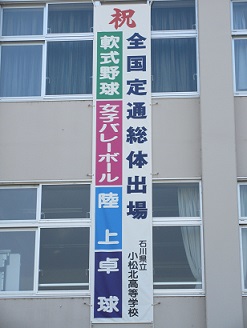 祝
全国定通総体出場
軟式野球
女子バレーボール
陸上
卓球
石川県立
小松北高等学校